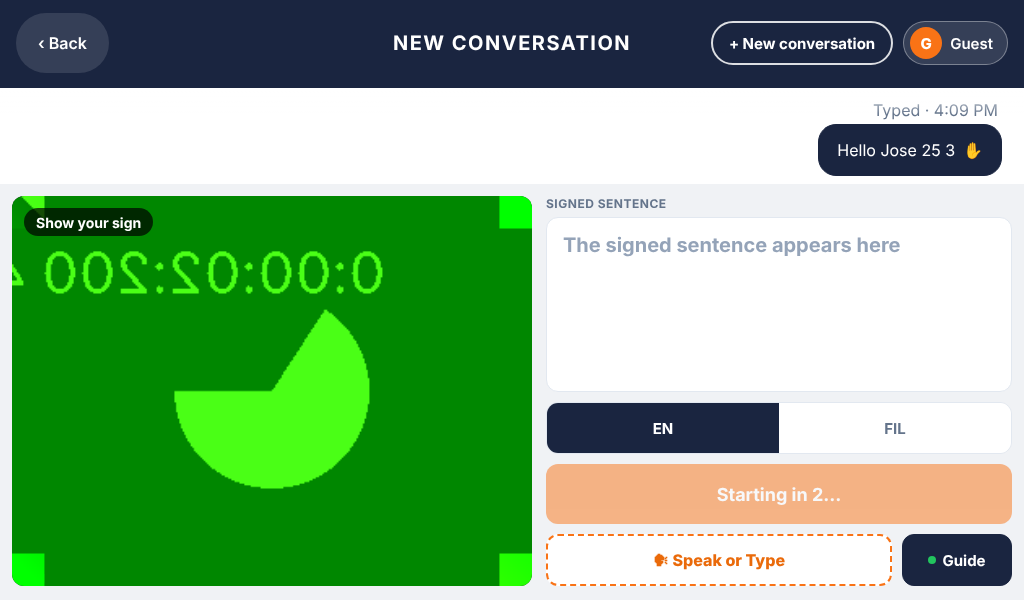 ‹ Back
NEW CONVERSATION
+ New conversation
G
Guest
Typed · 4:09 PM
Hello Jose 25 3 ✋
Show your sign
0:00:02:200
SIGNED SENTENCE
The signed sentence appears here
EN
FIL
Starting in 2...
🗣 Speak or Type
Guide